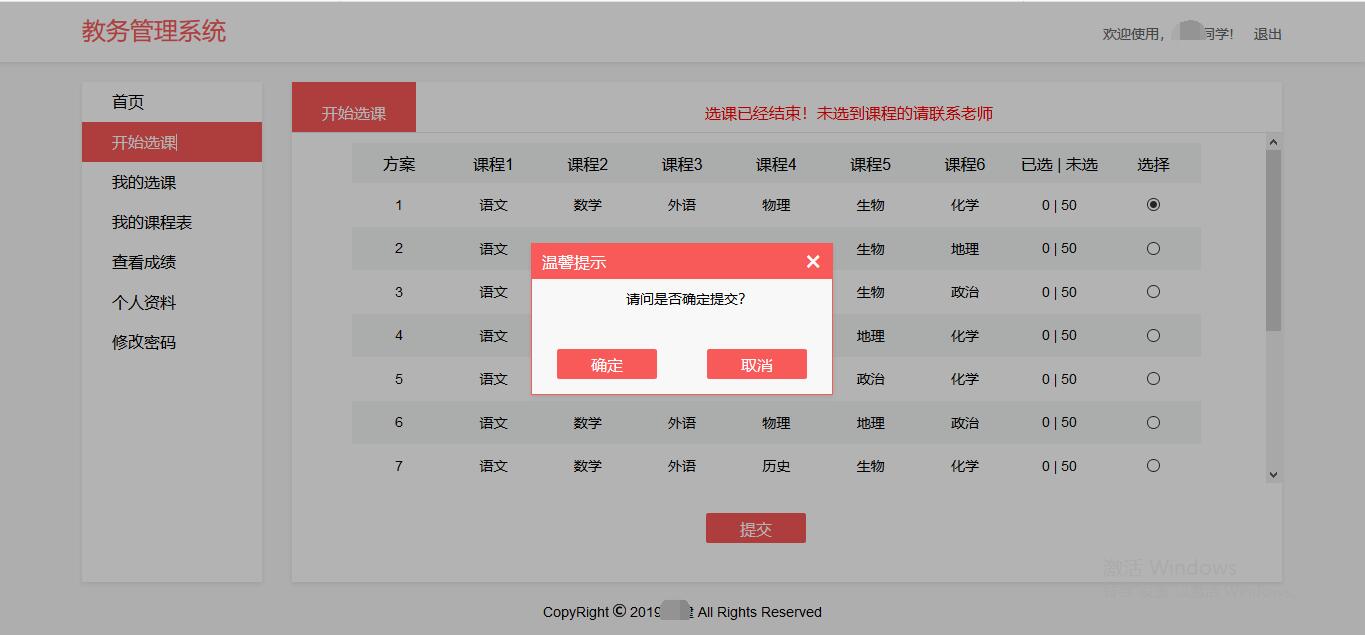 教务管理系统
欢迎使用, 同学! 退出
首页
开始选课
我的选课
我的课程表
查看成绩
个人资料
修改密码
开始选课
选课已经结束！未选到课程的请联系老师
方案 课程1 课程2 课程3 课程4 课程5 课程6 已选 | 未选 选择
1 语文 数学 外语 物理 生物 化学 0 | 50
2 语文 生物 地理 0 | 50
3 语文 生物 政治 0 | 50
4 语文 地理 化学 0 | 50
5 语文 政治 化学 0 | 50
6 语文 数学 外语 物理 地理 政治 0 | 50
7 语文 数学 外语 历史 生物 化学 0 | 50
温馨提示
请问是否确定提交?
确定 取消
提交
激活 Windows
CopyRight © 2019 All Rights Reserved